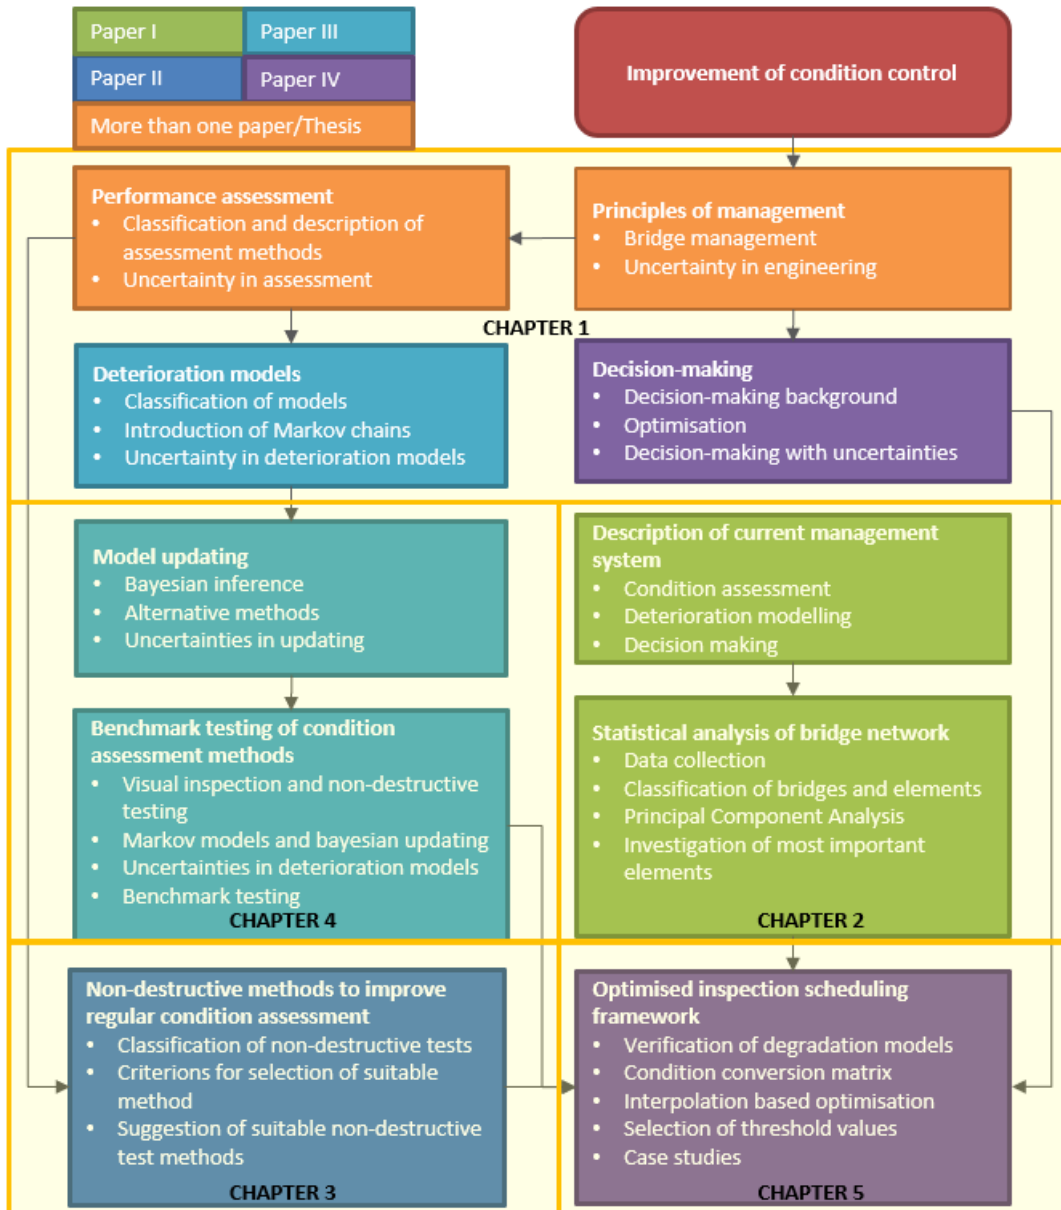 Paper I
Paper III
Paper II
Paper IV
More than one paper/Thesis
Improvement of condition control
Performance assessment
• Classification and description of
assessment methods
• Uncertainty in assessment
Principles of management
• Bridge management
• Uncertainty in engineering
CHAPTER 1
Deterioration models
• Classification of models
• Introduction of Markov chains
• Uncertainty in deterioration models
Decision-making
• Decision-making background
• Optimisation
• Decision-making with uncertainties
Model updating
• Bayesian inference
• Alternative methods
• Uncertainties in updating
Description of current management
system
• Condition assessment
• Deterioration modelling
• Decision making
Benchmark testing of condition
assessment methods
• Visual inspection and non-destructive
testing
• Markov models and bayesian updating
• Uncertainties in deterioration models
• Benchmark testing
CHAPTER 4
Statistical analysis of bridge network
• Data collection
• Classification of bridges and elements
• Principal Component Analysis
• Investigation of most important
elements
CHAPTER 2
Non-destructive methods to improve
regular condition assessment
• Classification of non-destructive tests
• Criterions for selection of suitable
method
• Suggestion of suitable non-destructive
test methods
CHAPTER 3
Optimised inspection scheduling
framework
• Verification of degradation models
• Condition conversion matrix
• Interpolation based optimisation
• Selection of threshold values
• Case studies
CHAPTER 5